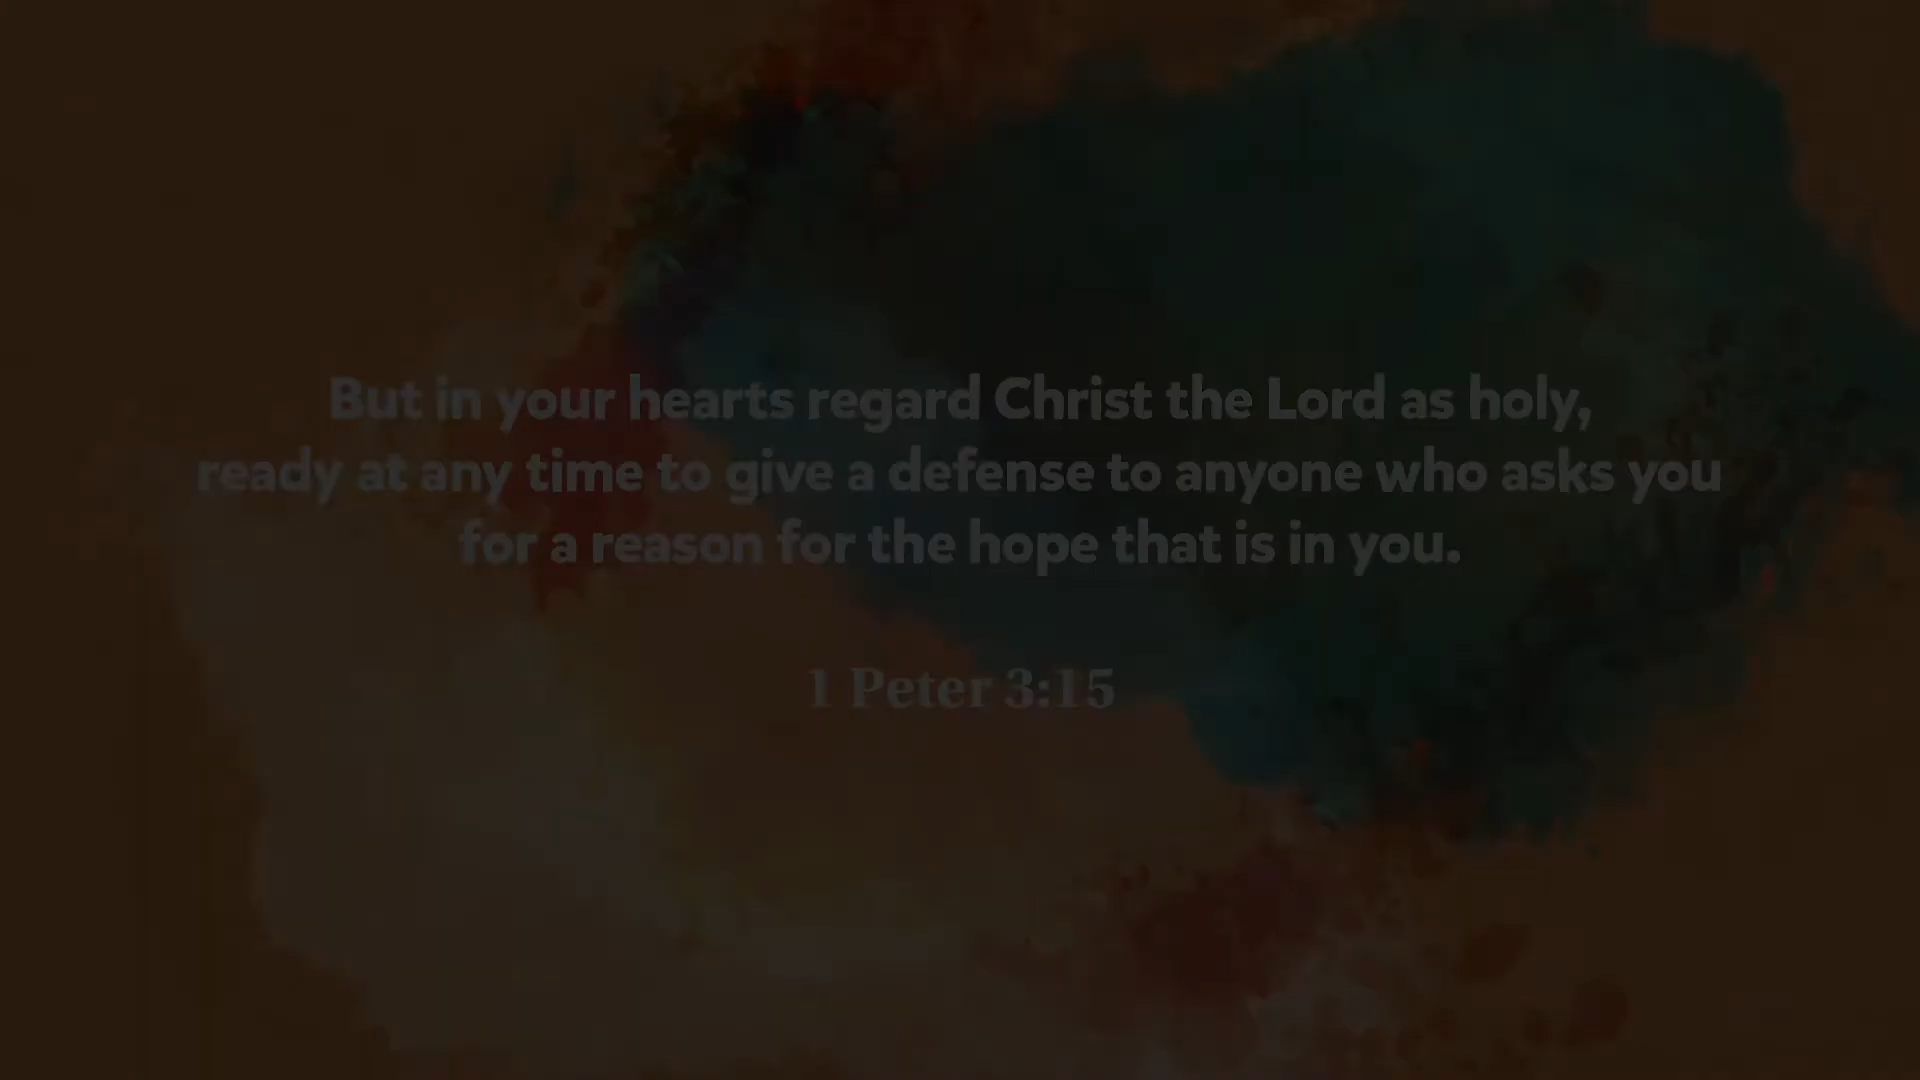 But in your hearts regard Christ the Lord as holy,
ready at any time to give a defense to anyone who asks you
for a reason for the hope that is in you.
1 Peter 3:15